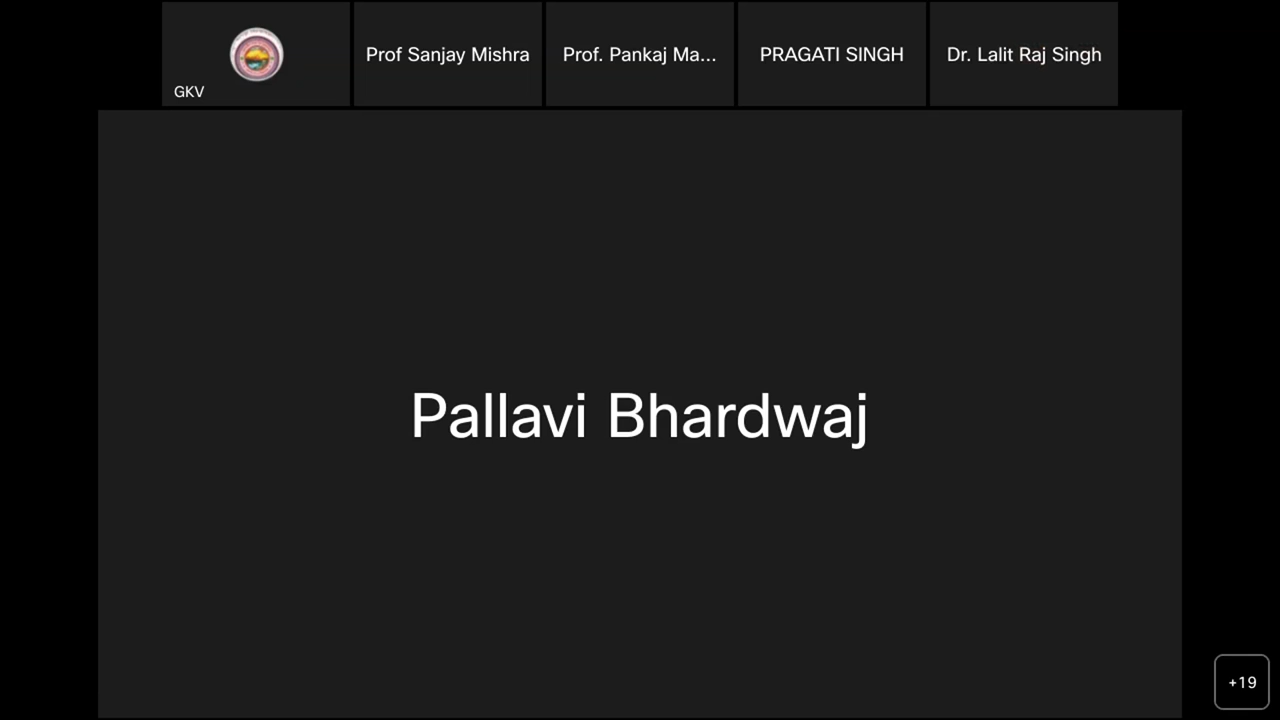 GKV
Prof Sanjay Mishra
Prof. Pankaj Ma...
PRAGATI SINGH
Dr. Lalit Raj Singh
Pallavi Bhardwaj
+19